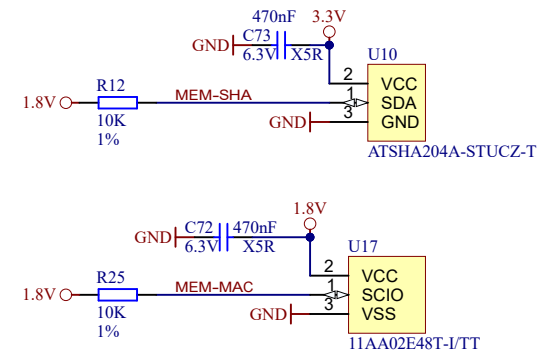 470nF 3.3V
GND C73
6.3V X5R
U10
R12
2 VCC
1.8V MEM-SHA 1 SDA
10K GND 3 GND
1%
ATSHA204A-STUCZ-T
1.8V
C72 470nF
GND
6.3V X5R
U17
R25
2 VCC
1.8V MEM-MAC 1 SCIO
10K GND 3 VSS
1%
11AA02E48T-I/TT